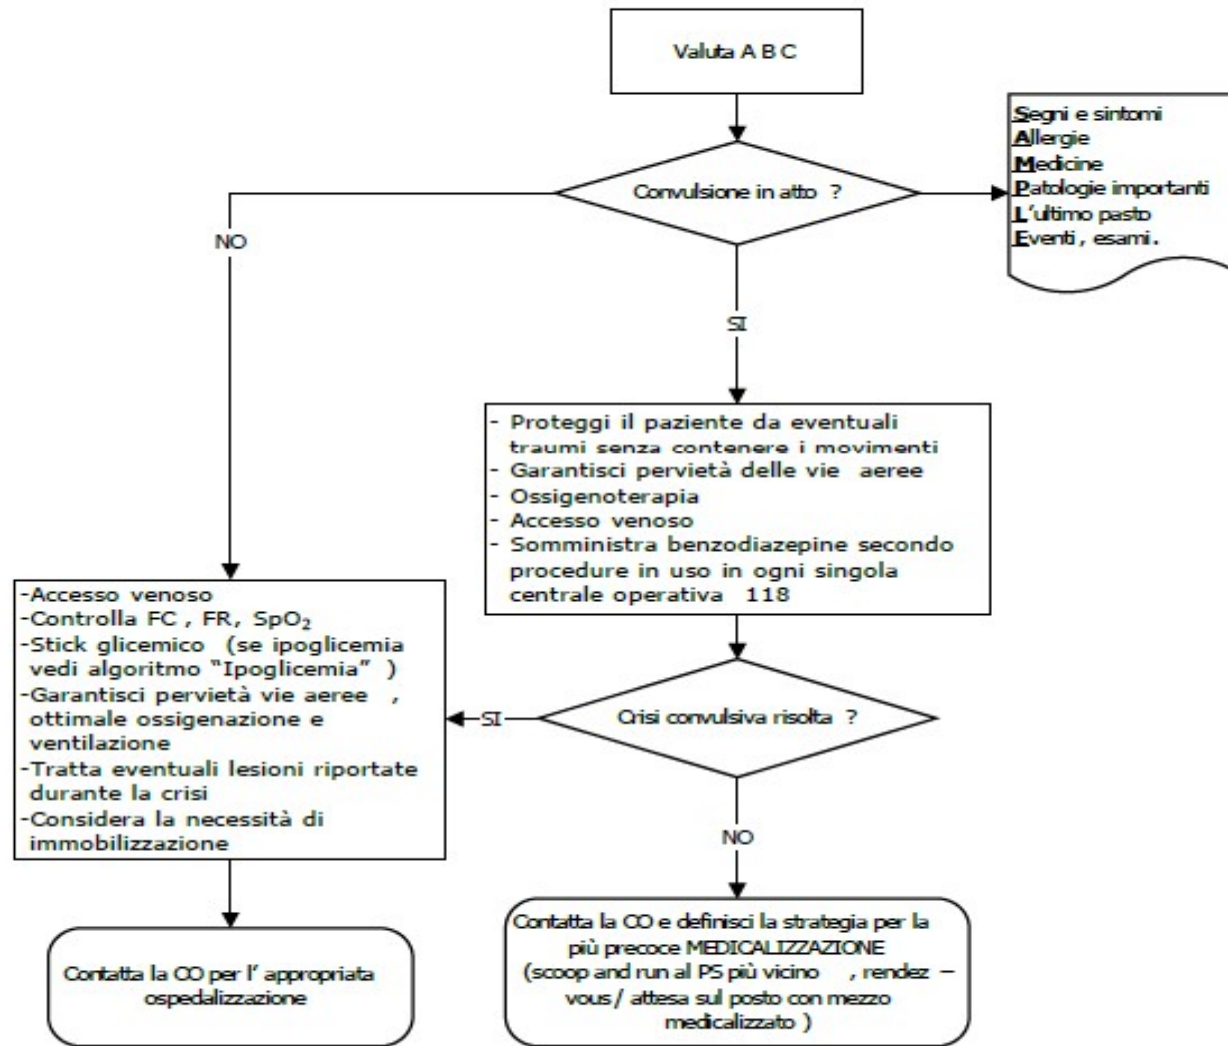 Valuta A B C
Segni e sintomi
Allergie
Medicine
Patologie importanti
L'ultimo pasto
Eventi, esami.
Convulsione in atto ?
NO
SI
- Proteggi il paziente da eventuali
traumi senza contenere i movimenti
- Garantisci pervietà delle vie aeree
- Ossigenoterapia
- Accesso venoso
- Somministra benzodiazepine secondo
procedure in uso in ogni singola
centrale operativa 118
-Accesso venoso
-Controlla FC , FR, SpO₂
-Stick glicemico (se ipoglicemia
vedi algoritmo "Ipoglicemia" )
-Garantisci pervietà vie aeree ,
ottimale ossigenazione e
ventilazione
-Tratta eventuali lesioni riportate
durante la crisi
-Considera la necessità di
immobilizzazione
SI
Crisi convulsiva risolta ?
NO
Contatta la CO per l' appropriata
ospedalizzazione
Contatta la CO e definisci la strategia per la
più precoce MEDICALIZZAZIONE
(scoop and run al PS più vicino , rendez –
vous / attesa sul posto con mezzo
medicalizzato )